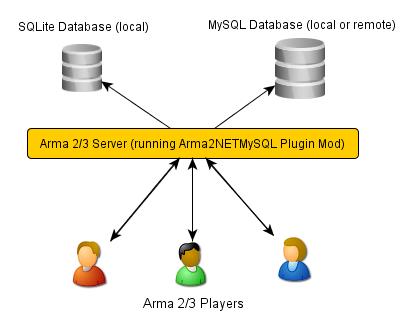 SQLite Database (local)
MySQL Database (local or remote)
Arma 2/3 Server (running Arma2NETMySQL Plugin Mod)
Arma 2/3 Players